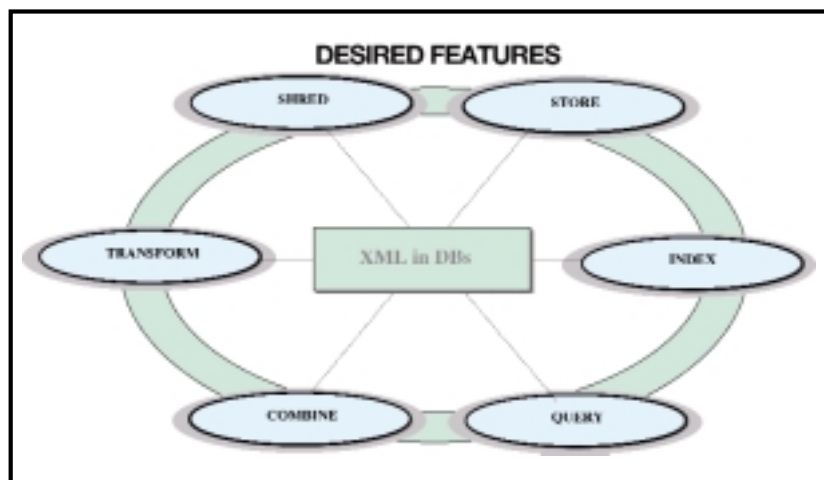 DESIRED FEATURES
SHRED
STORE
TRANSFORM
XML in DBs
INDEX
COMBINE
QUERY